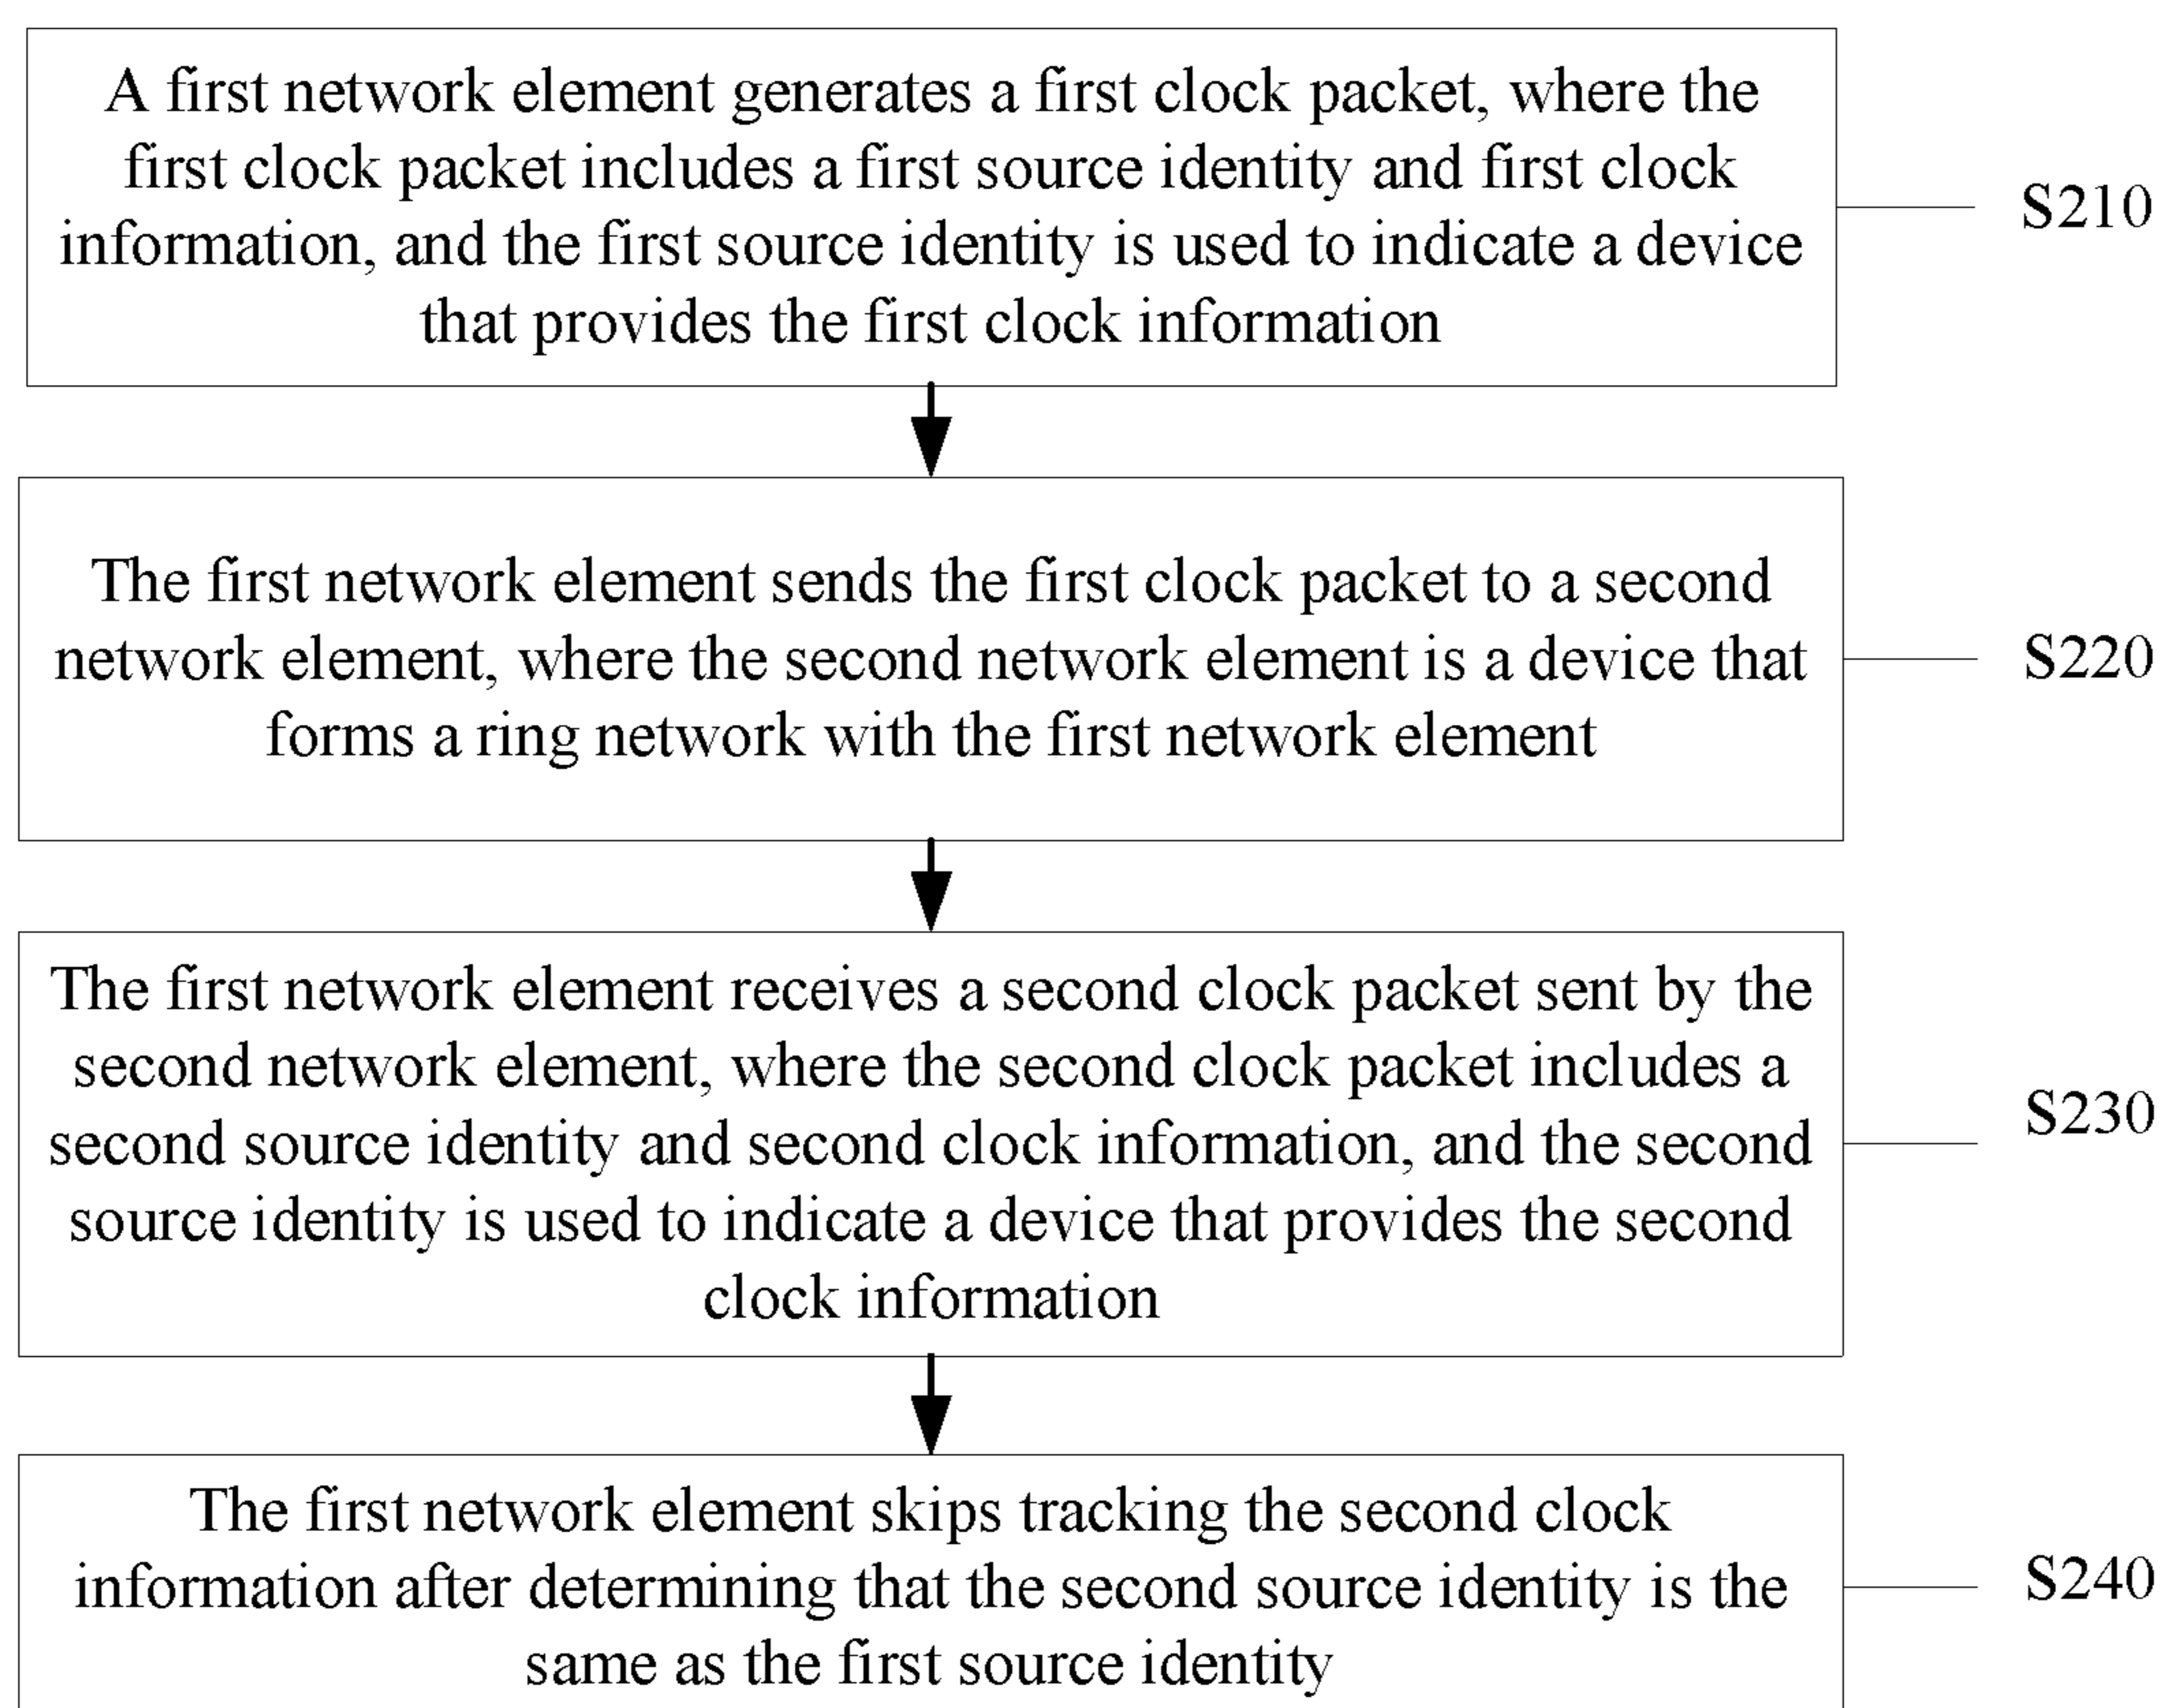 A first network element generates a first clock packet, where the
first clock packet includes a first source identity and first clock
information, and the first source identity is used to indicate a device
that provides the first clock information
S210
The first network element sends the first clock packet to a second
network element, where the second network element is a device that
forms a ring network with the first network element
S220
The first network element receives a second clock packet sent by the
second network element, where the second clock packet includes a
second source identity and second clock information, and the second
source identity is used to indicate a device that provides the second
clock information
S230
The first network element skips tracking the second clock
information after determining that the second source identity is the
same as the first source identity
S240